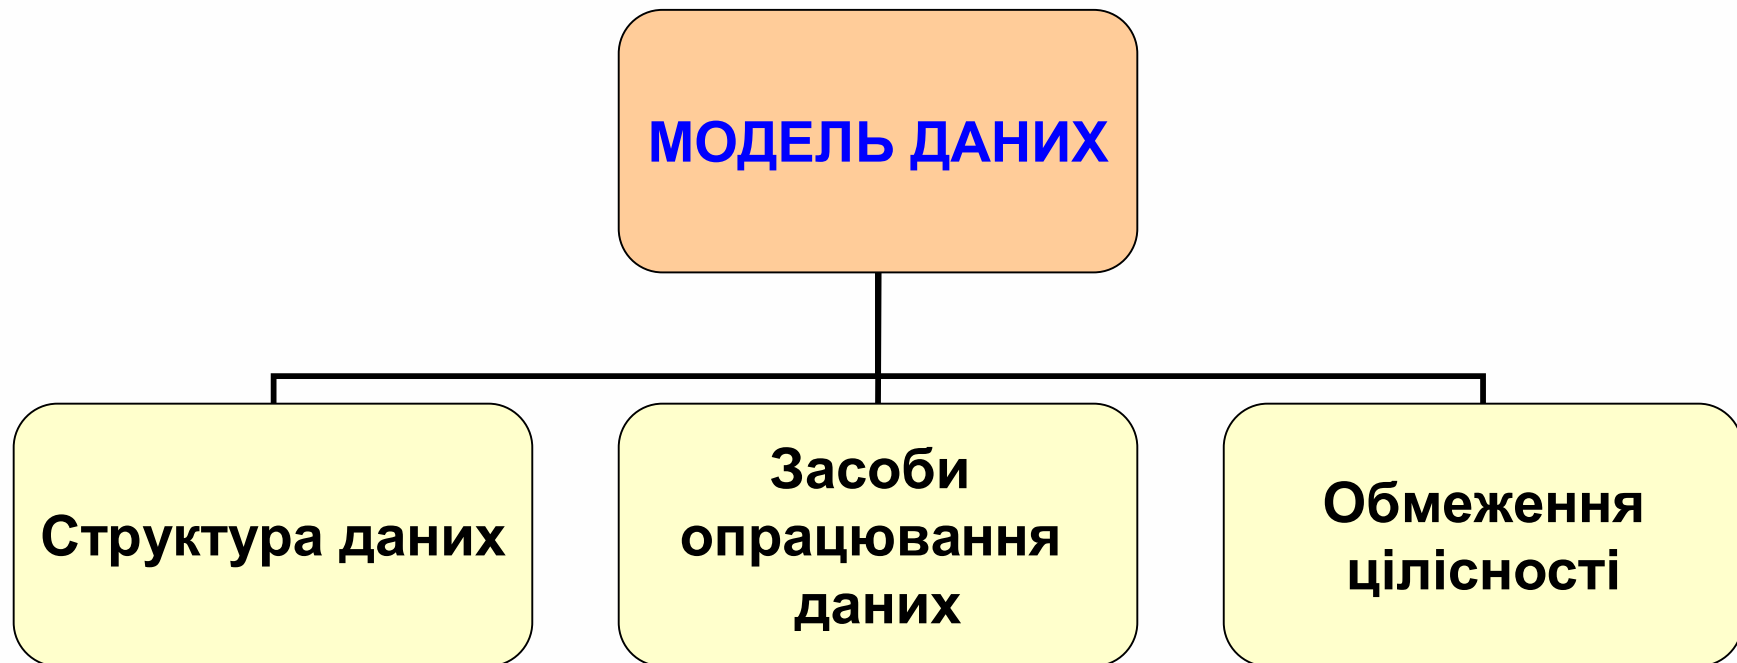 МОДЕЛЬ ДАНИХ
Структура даних
Засоби
опрацювання
даних
Обмеження
цілісності